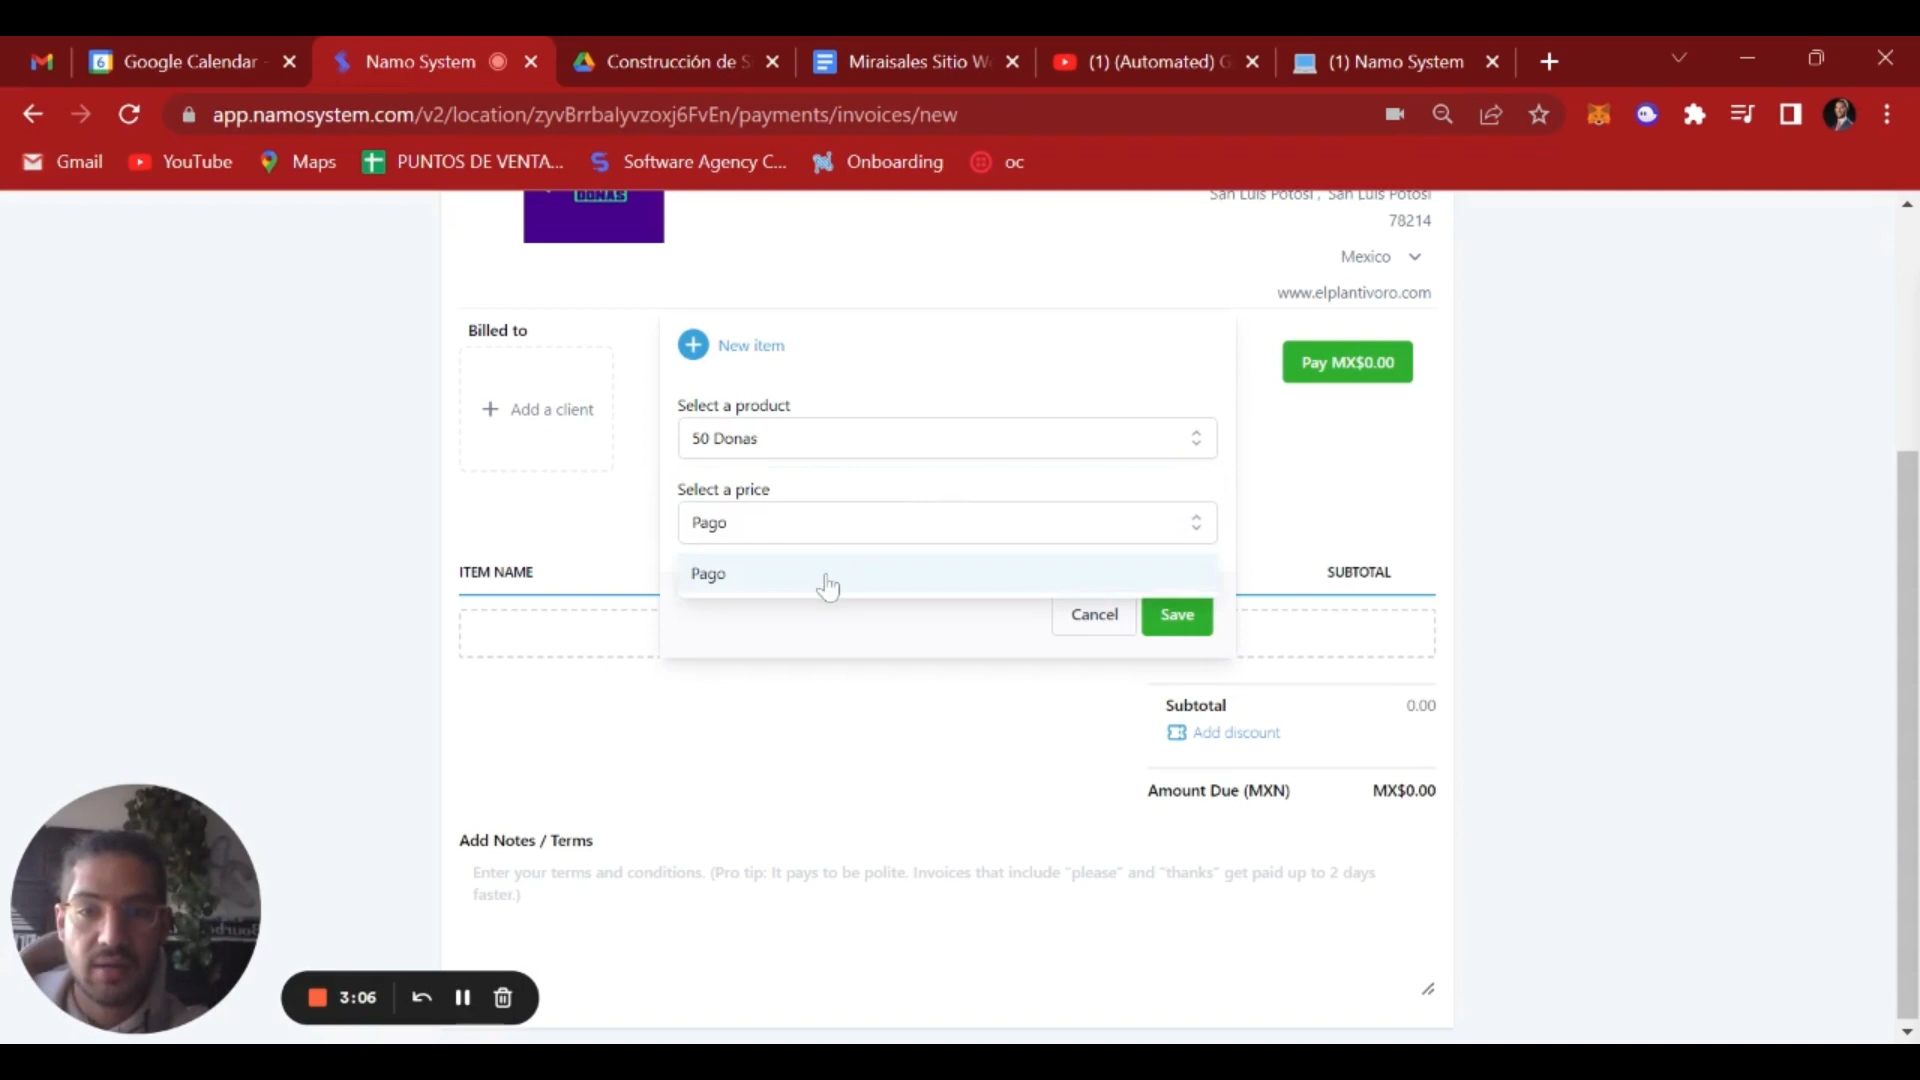 Google Calendar
Namo System
Construcción de S
Miraisales Sitio W
(1) (Automated) G
(1) Namo System
app.namosystem.com/v2/location/zyvBrrbalyvzoxj6FvEn/payments/invoices/new
Gmail
YouTube
Maps
PUNTOS DE VENTA...
Software Agency C...
Onboarding
oc
DONAS
San Luis Potosí , San Luis Potosí
78214
Mexico
www.elplantivoro.com
Billed to
New item
Pay MX$0.00
Add a client
Select a product
50 Donas
Select a price
Pago
Pago
ITEM NAME
SUBTOTAL
Cancel
Save
Subtotal
0.00
Add discount
Amount Due (MXN)
MX$0.00
Add Notes / Terms
Enter your terms and conditions. (Pro tip: It pays to be polite. Invoices that include "please" and "thanks" get paid up to 2 days
faster.)
3:06